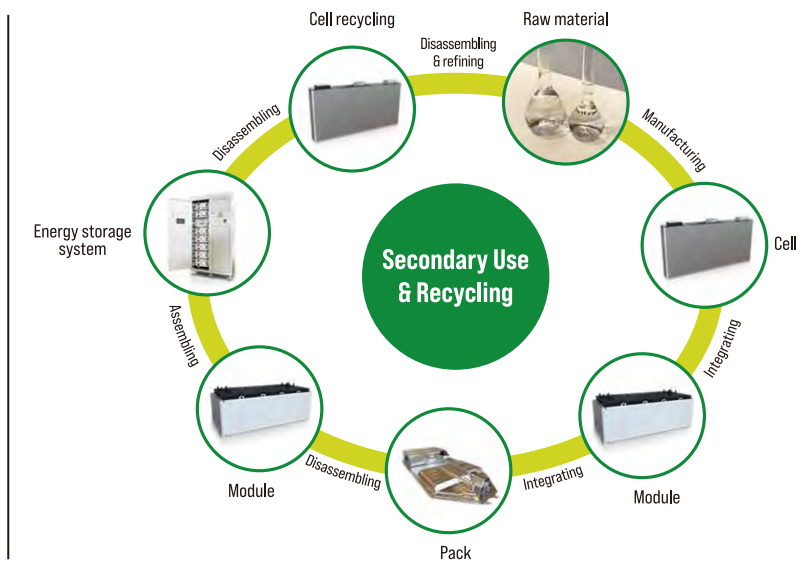 Cell recycling
Disassembling
& refining
Raw material
Manufacturing
Cell
Integrating
Module
Integrating
Pack
Disassembling
Module
Assembling
Energy storage
system
Disassembling
Secondary Use
& Recycling